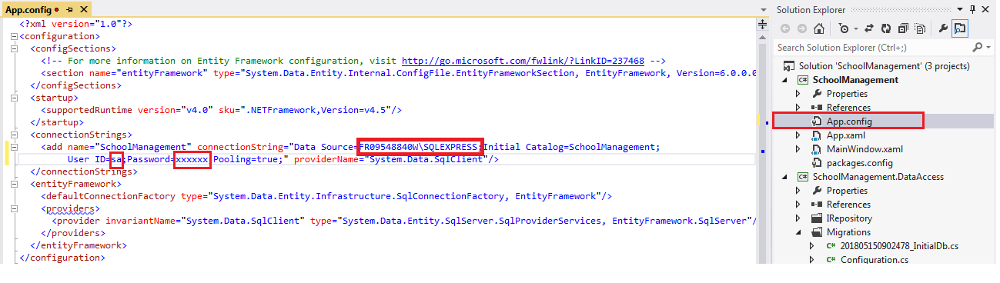 App.config
<?xml version="1.0"?>
<configuration>
<configSections>
<!-- For more information on Entity Framework configuration, visit http://go.microsoft.com/fwlink/?LinkID=237468 -->
<section name="entityFramework" type="System.Data.Entity.Internal.ConfigFile.EntityFrameworkSection, EntityFramework, Version=6.0.0.0
</configSections>
<startup>
<supportedRuntime version="v4.0" sku=".NETFramework,Version=v4.5"/>
</startup>
<connectionStrings>
<add name="SchoolManagement" connectionString="Data Source=FR09548840W\SQLEXPRESS;Initial Catalog=SchoolManagement;
User ID=sa;Password=xxxxxx Pooling=true;" providerName="System.Data.SqlClient"/>
</connectionStrings>
<entityFramework>
<defaultConnectionFactory type="System.Data.Entity.Infrastructure.SqlConnectionFactory, EntityFramework"/>
<providers>
<provider invariantName="System.Data.SqlClient" type="System.Data.Entity.SqlServer.SqlProviderServices, EntityFramework.SqlServer"/
</providers>
</entityFramework>
</configuration>
Solution Explorer
Search Solution Explorer (Ctrl+;)
Solution 'SchoolManagement' (3 projects)
C# SchoolManagement
Properties
References
App.config
App.xaml
MainWindow.xaml
packages.config
C# SchoolManagement.DataAccess
Properties
References
IRepository
Migrations
C# 201805150902478_InitialDb.cs
C# Configuration.cs